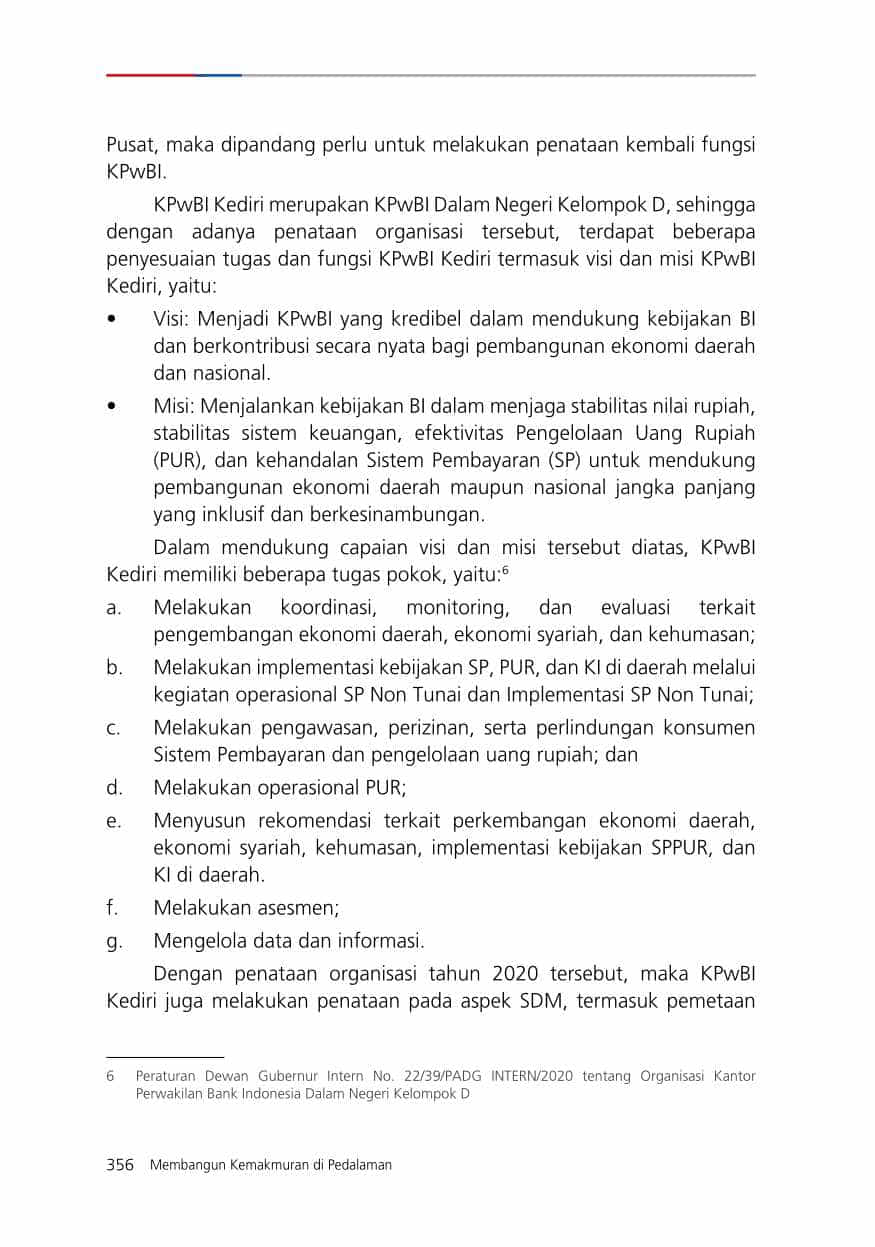 Pusat, maka dipandang perlu untuk melakukan penataan kembali fungsi
KPwBI.
KPwBI Kediri merupakan KPwBI Dalam Negeri Kelompok D, sehingga
dengan adanya penataan organisasi tersebut, terdapat beberapa
penyesuaian tugas dan fungsi KPwBI Kediri termasuk visi dan misi KPwBI
Kediri, yaitu:
• Visi: Menjadi KPwBI yang kredibel dalam mendukung kebijakan BI
dan berkontribusi secara nyata bagi pembangunan ekonomi daerah
dan nasional.
• Misi: Menjalankan kebijakan BI dalam menjaga stabilitas nilai rupiah,
stabilitas sistem keuangan, efektivitas Pengelolaan Uang Rupiah
(PUR), dan kehandalan Sistem Pembayaran (SP) untuk mendukung
pembangunan ekonomi daerah maupun nasional jangka panjang
yang inklusif dan berkesinambungan.
Dalam mendukung capaian visi dan misi tersebut diatas, KPwBI
Kediri memiliki beberapa tugas pokok, yaitu:⁶
a. Melakukan koordinasi, monitoring, dan evaluasi terkait
pengembangan ekonomi daerah, ekonomi syariah, dan kehumasan;
b. Melakukan implementasi kebijakan SP, PUR, dan KI di daerah melalui
kegiatan operasional SP Non Tunai dan Implementasi SP Non Tunai;
c. Melakukan pengawasan, perizinan, serta perlindungan konsumen
Sistem Pembayaran dan pengelolaan uang rupiah; dan
d. Melakukan operasional PUR;
e. Menyusun rekomendasi terkait perkembangan ekonomi daerah,
ekonomi syariah, kehumasan, implementasi kebijakan SPPUR, dan
KI di daerah.
f. Melakukan asesmen;
g. Mengelola data dan informasi.
Dengan penataan organisasi tahun 2020 tersebut, maka KPwBI
Kediri juga melakukan penataan pada aspek SDM, termasuk pemetaan
6 Peraturan Dewan Gubernur Intern No. 22/39/PADG INTERN/2020 tentang Organisasi Kantor
Perwakilan Bank Indonesia Dalam Negeri Kelompok D
356 Membangun Kemakmuran di Pedalaman